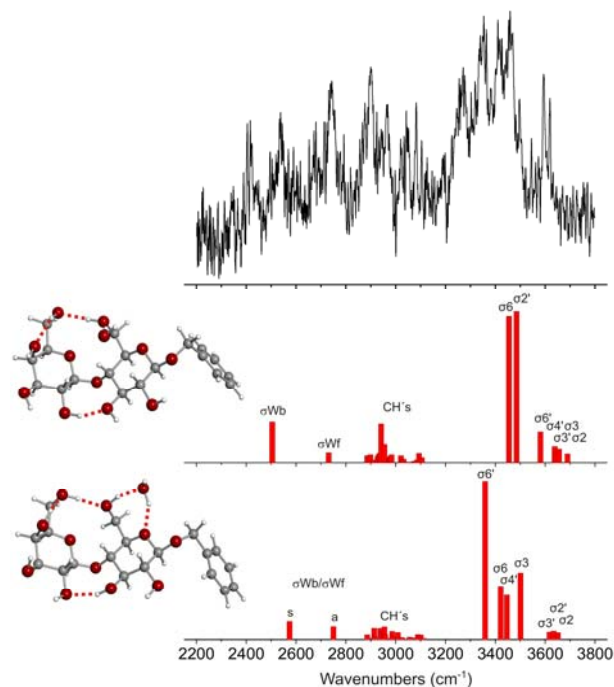 σ2'
σ6
CH´s
σWb
σ6'
σ4'σ3
σWf
σ3'σ2
σ6'
σ6
σ3
σWb/σWf
σ4'
σ2'
s
a
CH´s
σ3'
σ2
2200 2400 2600 2800 3000 3200 3400 3600 3800
Wavenumbers (cm⁻¹)